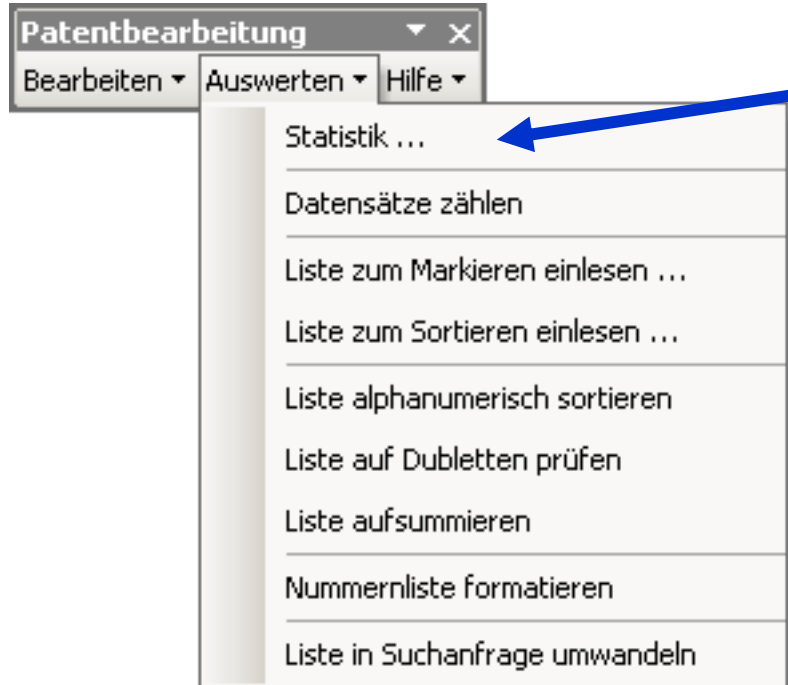 Patentbearbeitung
Bearbeiten Auswerten Hilfe
Statistik ...
Datensätze zählen
Liste zum Markieren einlesen ...
Liste zum Sortieren einlesen ...
Liste alphanumerisch sortieren
Liste auf Dubletten prüfen
Liste aufsummieren
Nummernliste formatieren
Liste in Suchanfrage umwandeln